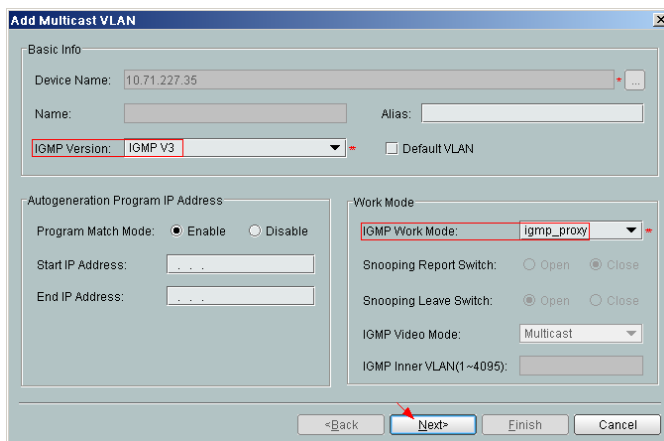 Add Multicast VLAN
Basic Info
Device Name: 10.71.227.35 * ...
Name: Alias:
IGMP Version: IGMP V3 * Default VLAN
Autogeneration Program IP Address
Program Match Mode: Enable Disable
Start IP Address: . . .
End IP Address: . . .
Work Mode
IGMP Work Mode: igmp_proxy *
Snooping Report Switch: Open Close
Snooping Leave Switch: Open Close
IGMP Video Mode: Multicast
IGMP Inner VLAN(1~4095):
<Back Next> Finish Cancel